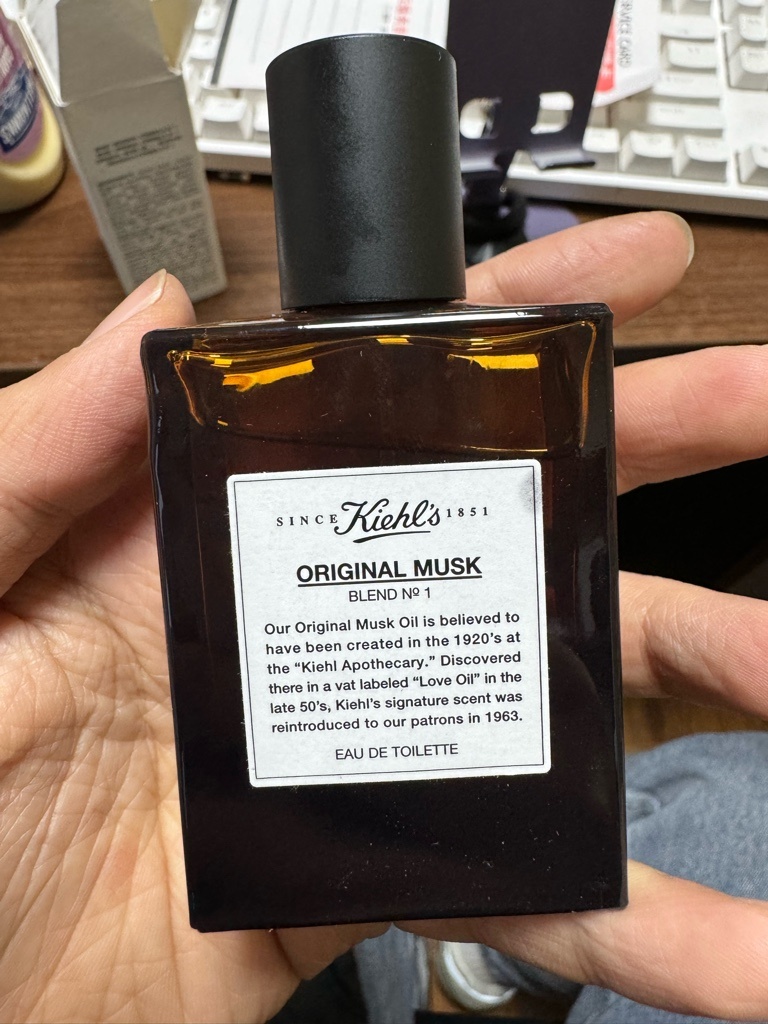 SERVICE CARD
SINCE Kiehl's 1851
ORIGINAL MUSK
BLEND Nº 1
Our Original Musk Oil is believed to
have been created in the 1920's at
the “Kiehl Apothecary.” Discovered
there in a vat labeled “Love Oil” in the
late 50's, Kiehl's signature scent was
reintroduced to our patrons in 1963.
EAU DE TOILETTE